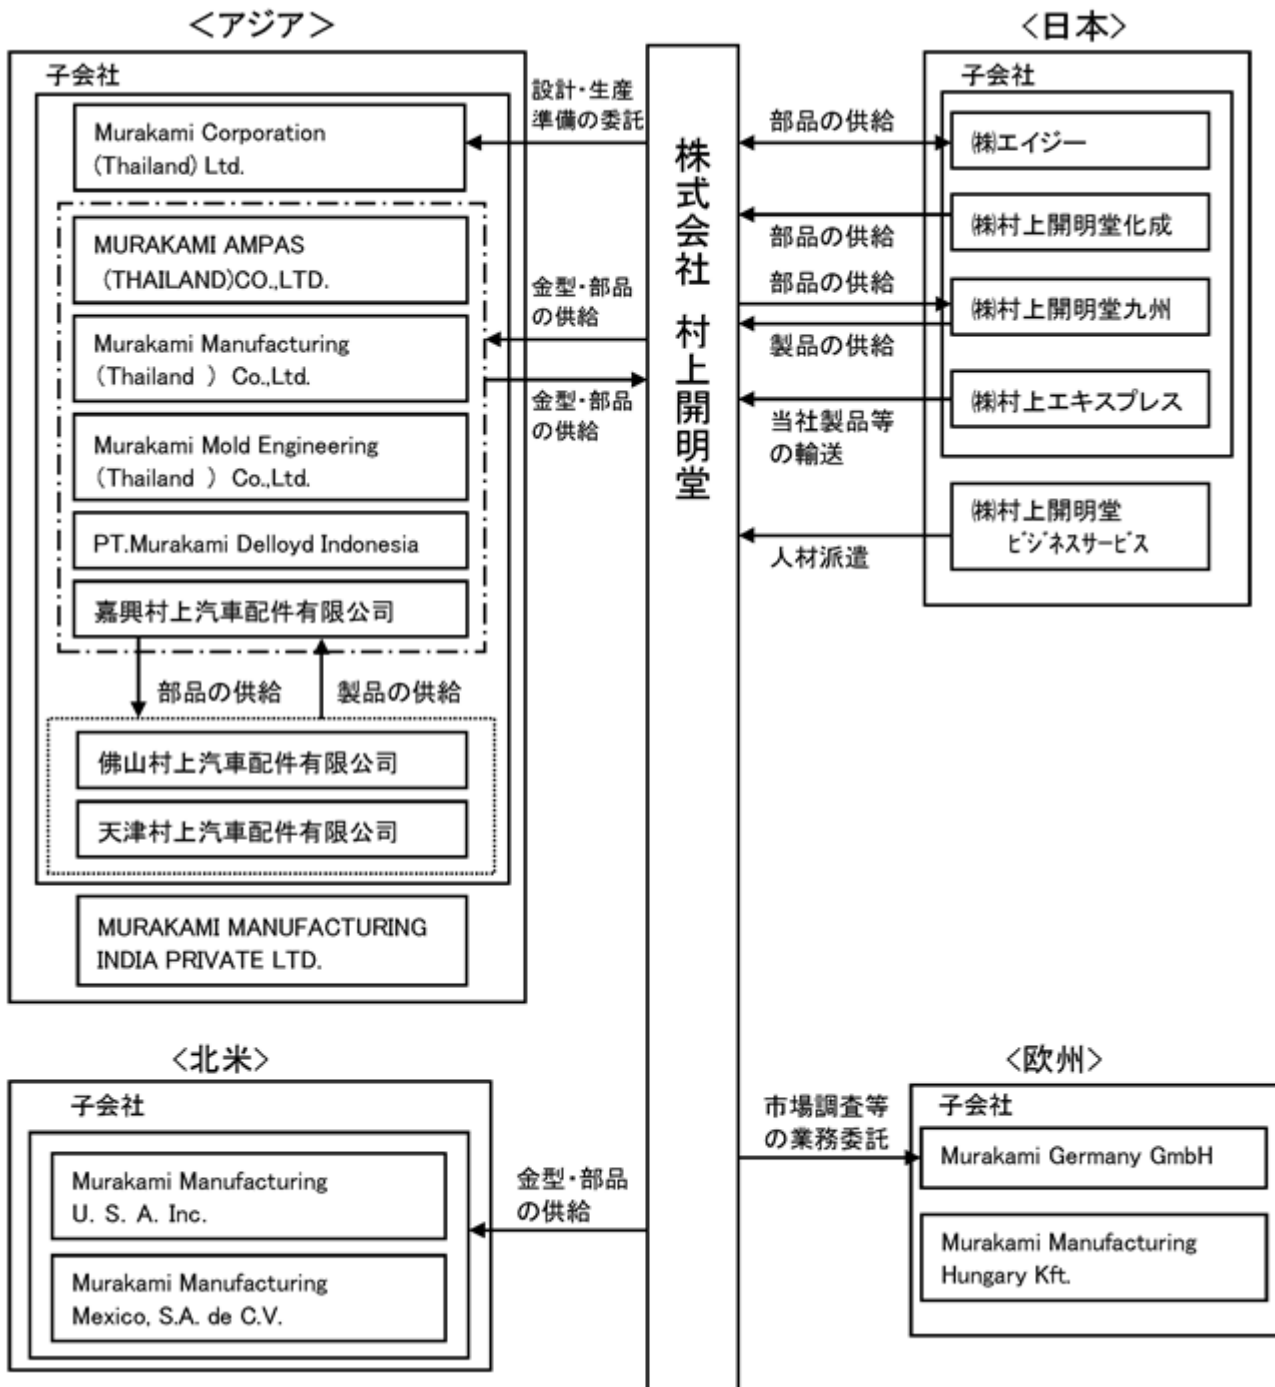 ＜アジア＞
子会社
Murakami Corporation
(Thailand) Ltd.
MURAKAMI AMPAS
(THAILAND)CO.,LTD.
Murakami Manufacturing
(Thailand ) Co.,Ltd.
Murakami Mold Engineering
(Thailand ) Co.,Ltd.
PT.Murakami Delloyd Indonesia
嘉興村上汽車配件有限公司
部品の供給
製品の供給
佛山村上汽車配件有限公司
天津村上汽車配件有限公司
MURAKAMI MANUFACTURING
INDIA PRIVATE LTD.
設計・生産
準備の委託
金型・部品
の供給
金型・部品
の供給
株式会社 村上開明堂
＜日本＞
子会社
部品の供給
㈱エイジー
部品の供給
㈱村上開明堂化成
部品の供給
㈱村上開明堂九州
製品の供給
当社製品等
の輸送
㈱村上エキスプレス
人材派遣
㈱村上開明堂
ﾋﾞｼﾞﾈｽｻｰﾋﾞｽ
＜北米＞
子会社
Murakami Manufacturing
U. S. A. Inc.
Murakami Manufacturing
Mexico, S.A. de C.V.
金型・部品
の供給
＜欧州＞
子会社
市場調査等
の業務委託
Murakami Germany GmbH
Murakami Manufacturing
Hungary Kft.